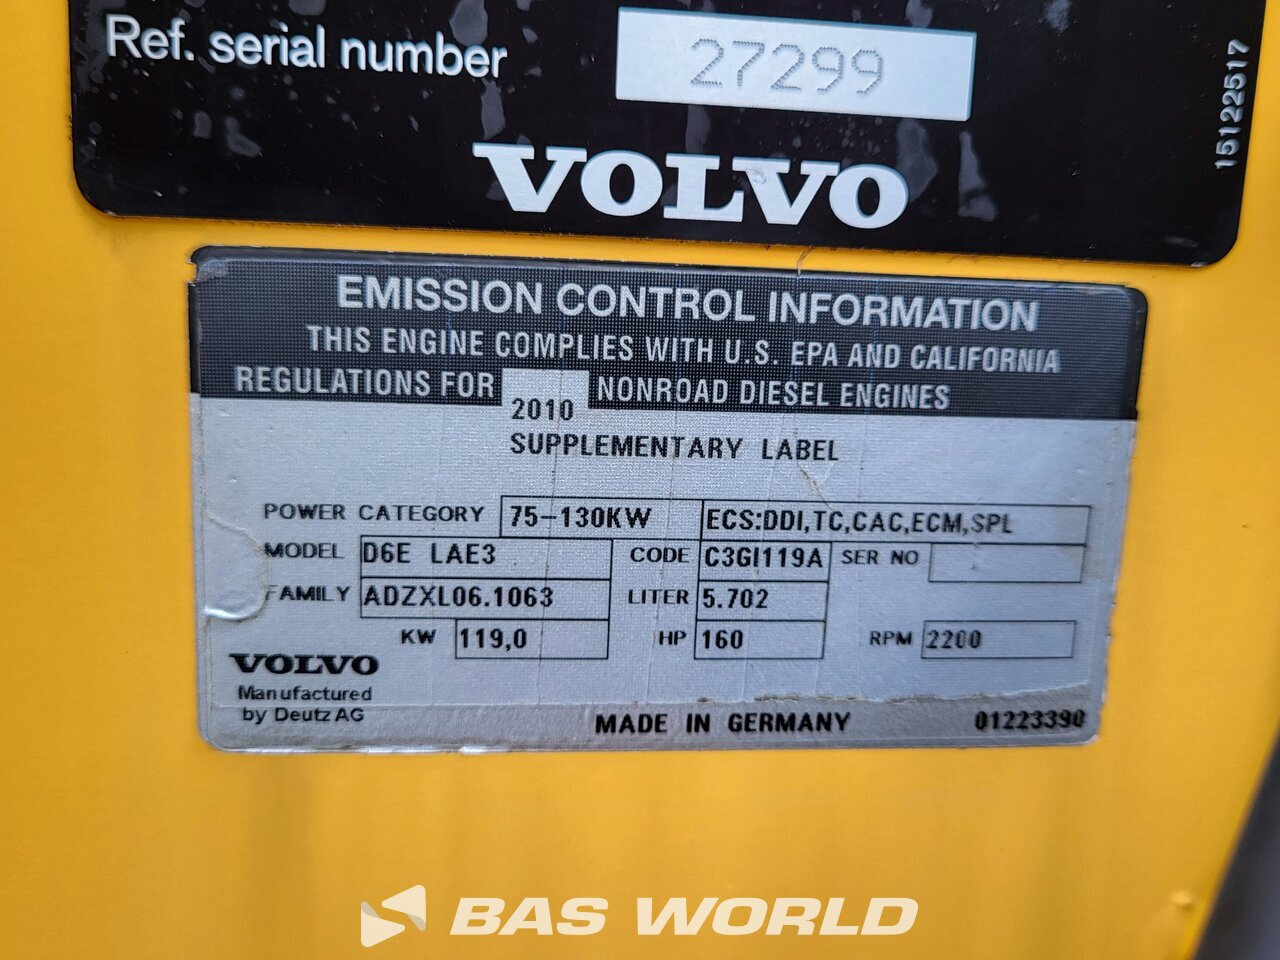 Ref. serial number 27299
15122517
VOLVO
EMISSION CONTROL INFORMATION
THIS ENGINE COMPLIES WITH U.S. EPA AND CALIFORNIA
REGULATIONS FOR 2010 NONROAD DIESEL ENGINES
SUPPLEMENTARY LABEL
POWER CATEGORY 75-130KW ECS:DDI,TC,CAC,ECM,SPL
MODEL D6E LAE3 CODE C3GI119A SER NO
FAMILY ADZXL06.1063 LITER 5.702
KW 119,0 HP 160 RPM 2200
VOLVO
Manufactured
by Deutz AG
MADE IN GERMANY 01223390
BAS WORLD